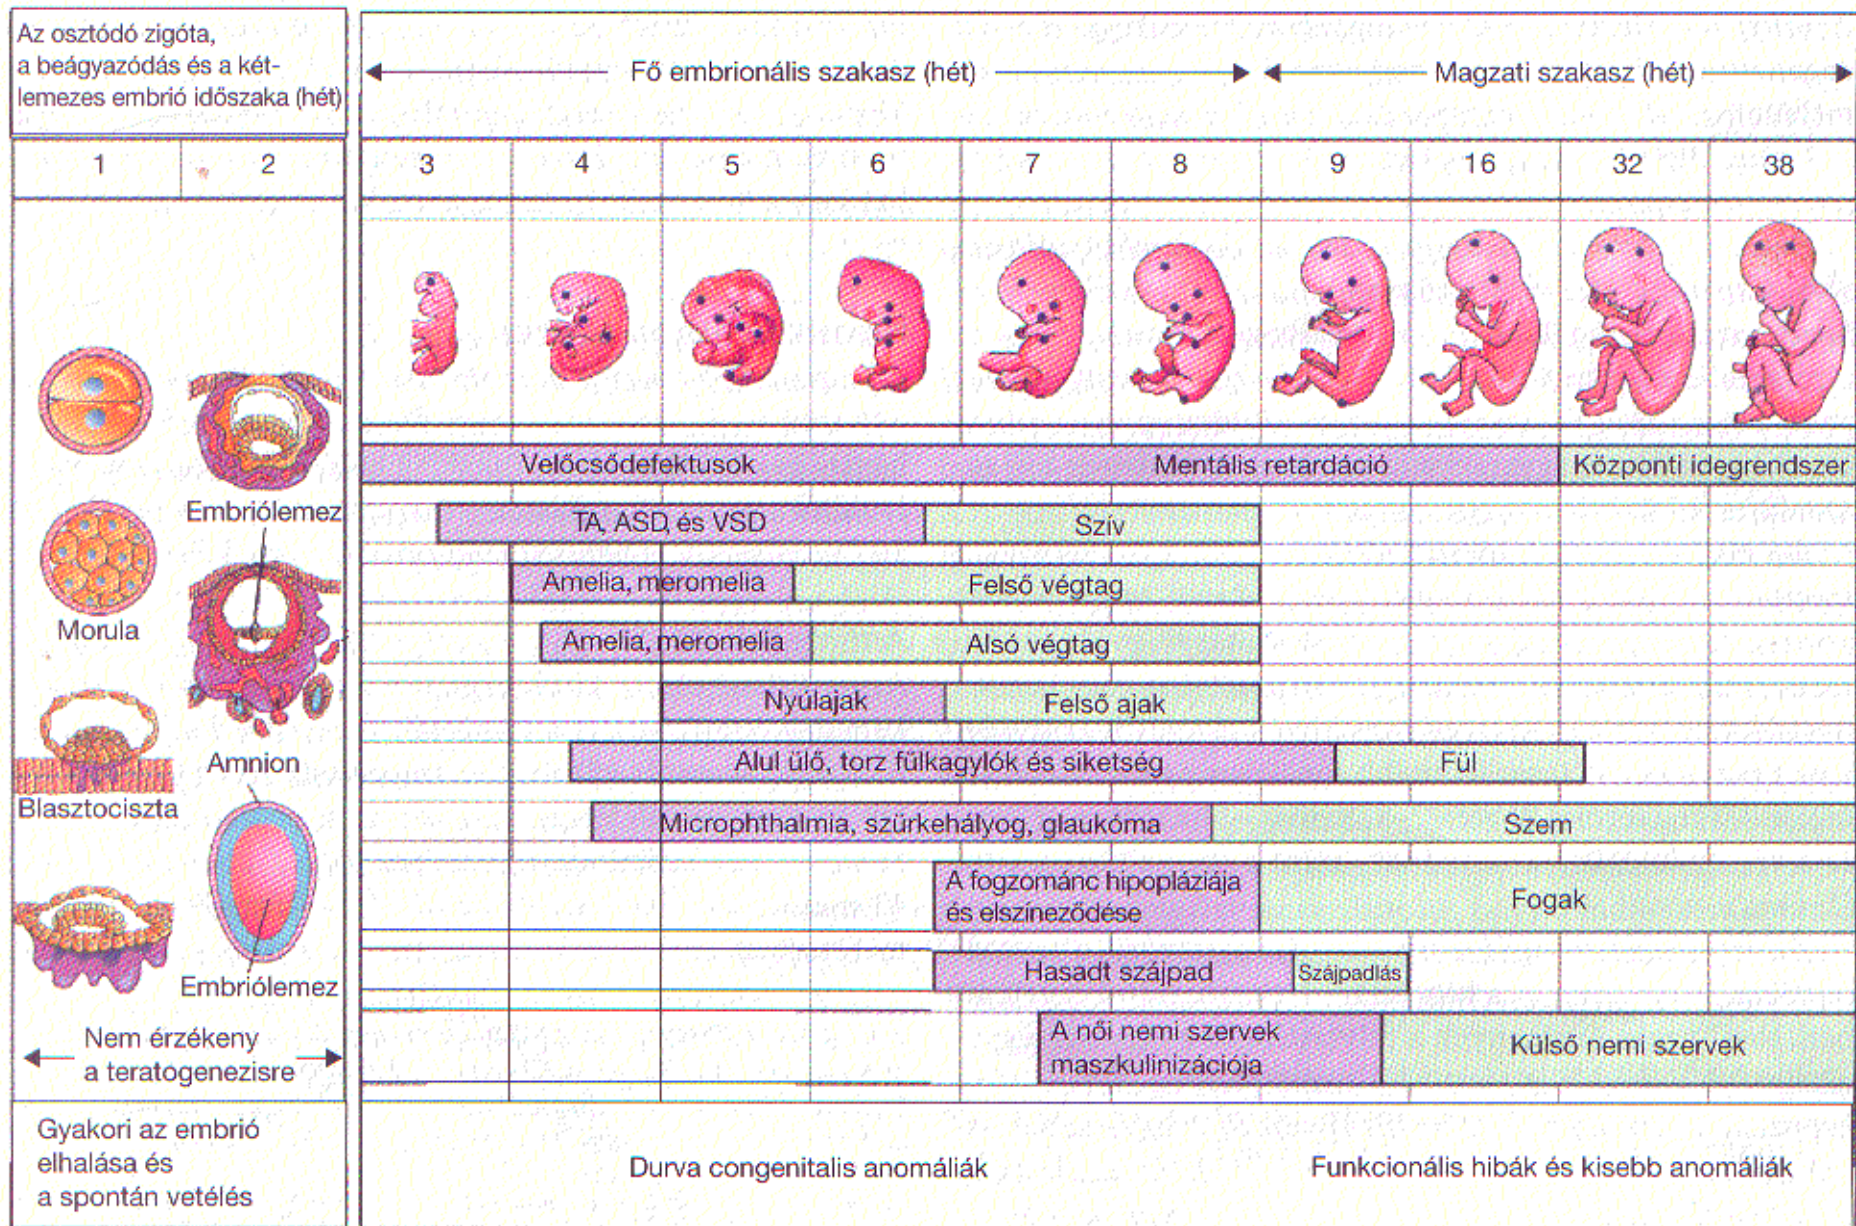 Az osztódó zigóta,
a beágyazódás és a két-
lemezes embrió időszaka (hét)
Fő embrionális szakasz (hét)
Magzati szakasz (hét)
1 2 3 4 5 6 7 8 9 16 32 38
Embriólemez
Morula
Amnion
Blasztociszta
Embriólemez
Nem érzékeny
a teratogenezisre
Velőcsődefektusok
Mentális retardáció
Központi idegrendszer
TA, ASD, és VSD
Szív
Amelia, meromelia
Felső végtag
Amelia, meromelia
Alsó végtag
Nyúlajak
Felső ajak
Alul ülő, torz fülkagylók és siketség
Fül
Microphthalmia, szürkehályog, glaukóma
Szem
A fogzománc hipopláziája
és elszíneződése
Fogak
Hasadt szájpad
Szájpadlás
A női nemi szervek
maszkulinizációja
Külső nemi szervek
Gyakori az embrió
elhalása és
a spontán vetélés
Durva congenitalis anomáliák
Funkcionális hibák és kisebb anomáliák